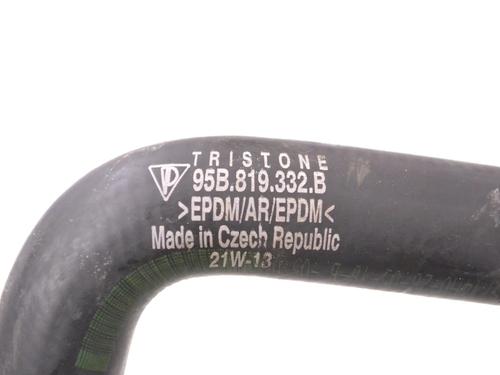 TRISTONE
95B.819.332.B
>EPDM/AR/EPDM<
Made in Czech Republic
21W-13